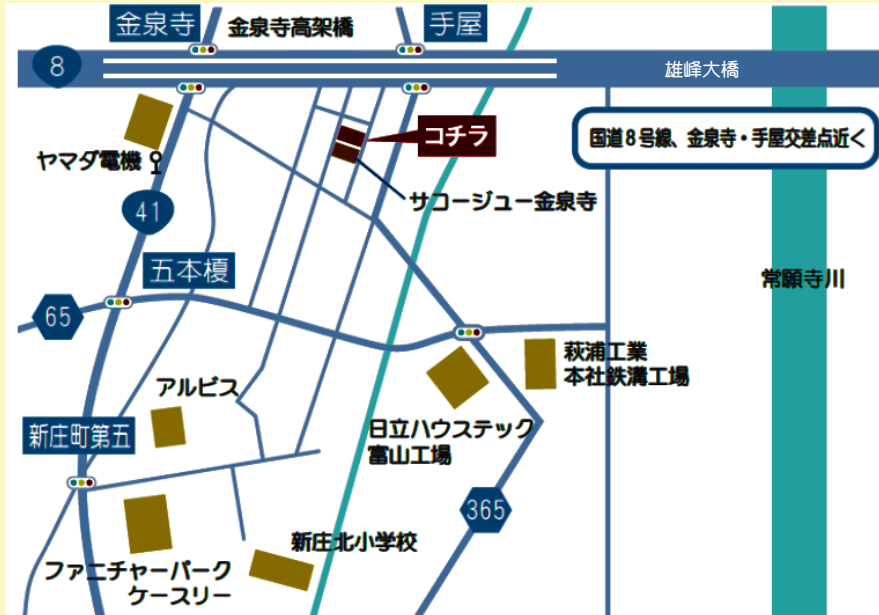 金泉寺
金泉寺高架橋
手屋
8
雄峰大橋
コチラ
国道8号線、金泉寺・手屋交差点近く
ヤマダ電機
サコージュー金泉寺
41
五本榎
常願寺川
65
萩浦工業
本社鉄溝工場
アルビス
日立ハウステック
富山工場
新庄町第五
365
新庄北小学校
ファニチャーパーク
ケースリー